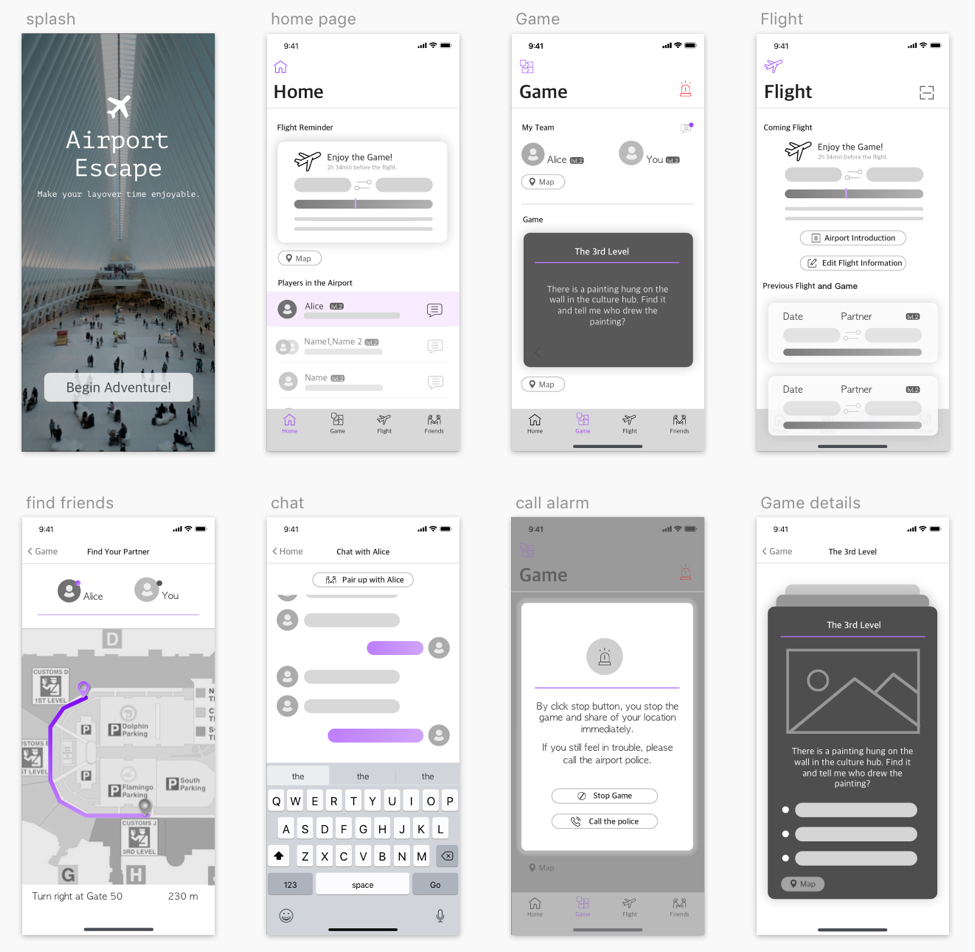 splash
Airport
Escape
Make your layover time enjoyable.
Begin Adventure!
home page
9:41
Home
Flight Reminder
Enjoy the Game!
2h 34min before the flight.
Map
Players in the Airport
Alice lvl 2
Name1,Name 2 lvl 2
Name lvl 2
Home Game Flight Friends
Game
9:41
Game
My Team
Alice lvl 2 You lvl 2
Map
Game
The 3rd Level
There is a painting hung on the
wall in the culture hub. Find it
and tell me who drew the
painting?
Map
Home Game Flight Friends
Flight
9:41
Flight
Coming Flight
Enjoy the Game!
2h 34min before the flight.
Airport Introduction
Edit Flight Information
Previous Flight and Game
Date Partner lvl 2
Date Partner lvl 2
find friends
9:41
Game Find Your Partner
Alice You
D
CUSTOMS D
1ST LEVEL
P
P Dolphin
Parking
CUSTOMS E
LEVEL
P
P Flamingo
Parking
P South
Parking
CUSTOMS J
3RD LEVEL
G
H
Turn right at Gate 50 230 m
chat
9:41
Home Chat with Alice
Pair up with Alice
the the the
Q W E R T Y U I O P
A S D F G H J K L
Z X C V B N M
123 space Go
call alarm
9:41
Game
By click stop button, you stop the
game and share of your location
immediately.
If you still feel in trouble, please
call the airport police.
Stop Game
Call the police
Map
Home Game Flight Friends
Game details
9:41
Game The 3rd Level
The 3rd Level
There is a painting hung on the
wall in the culture hub. Find it
and tell me who drew the
painting?
Map